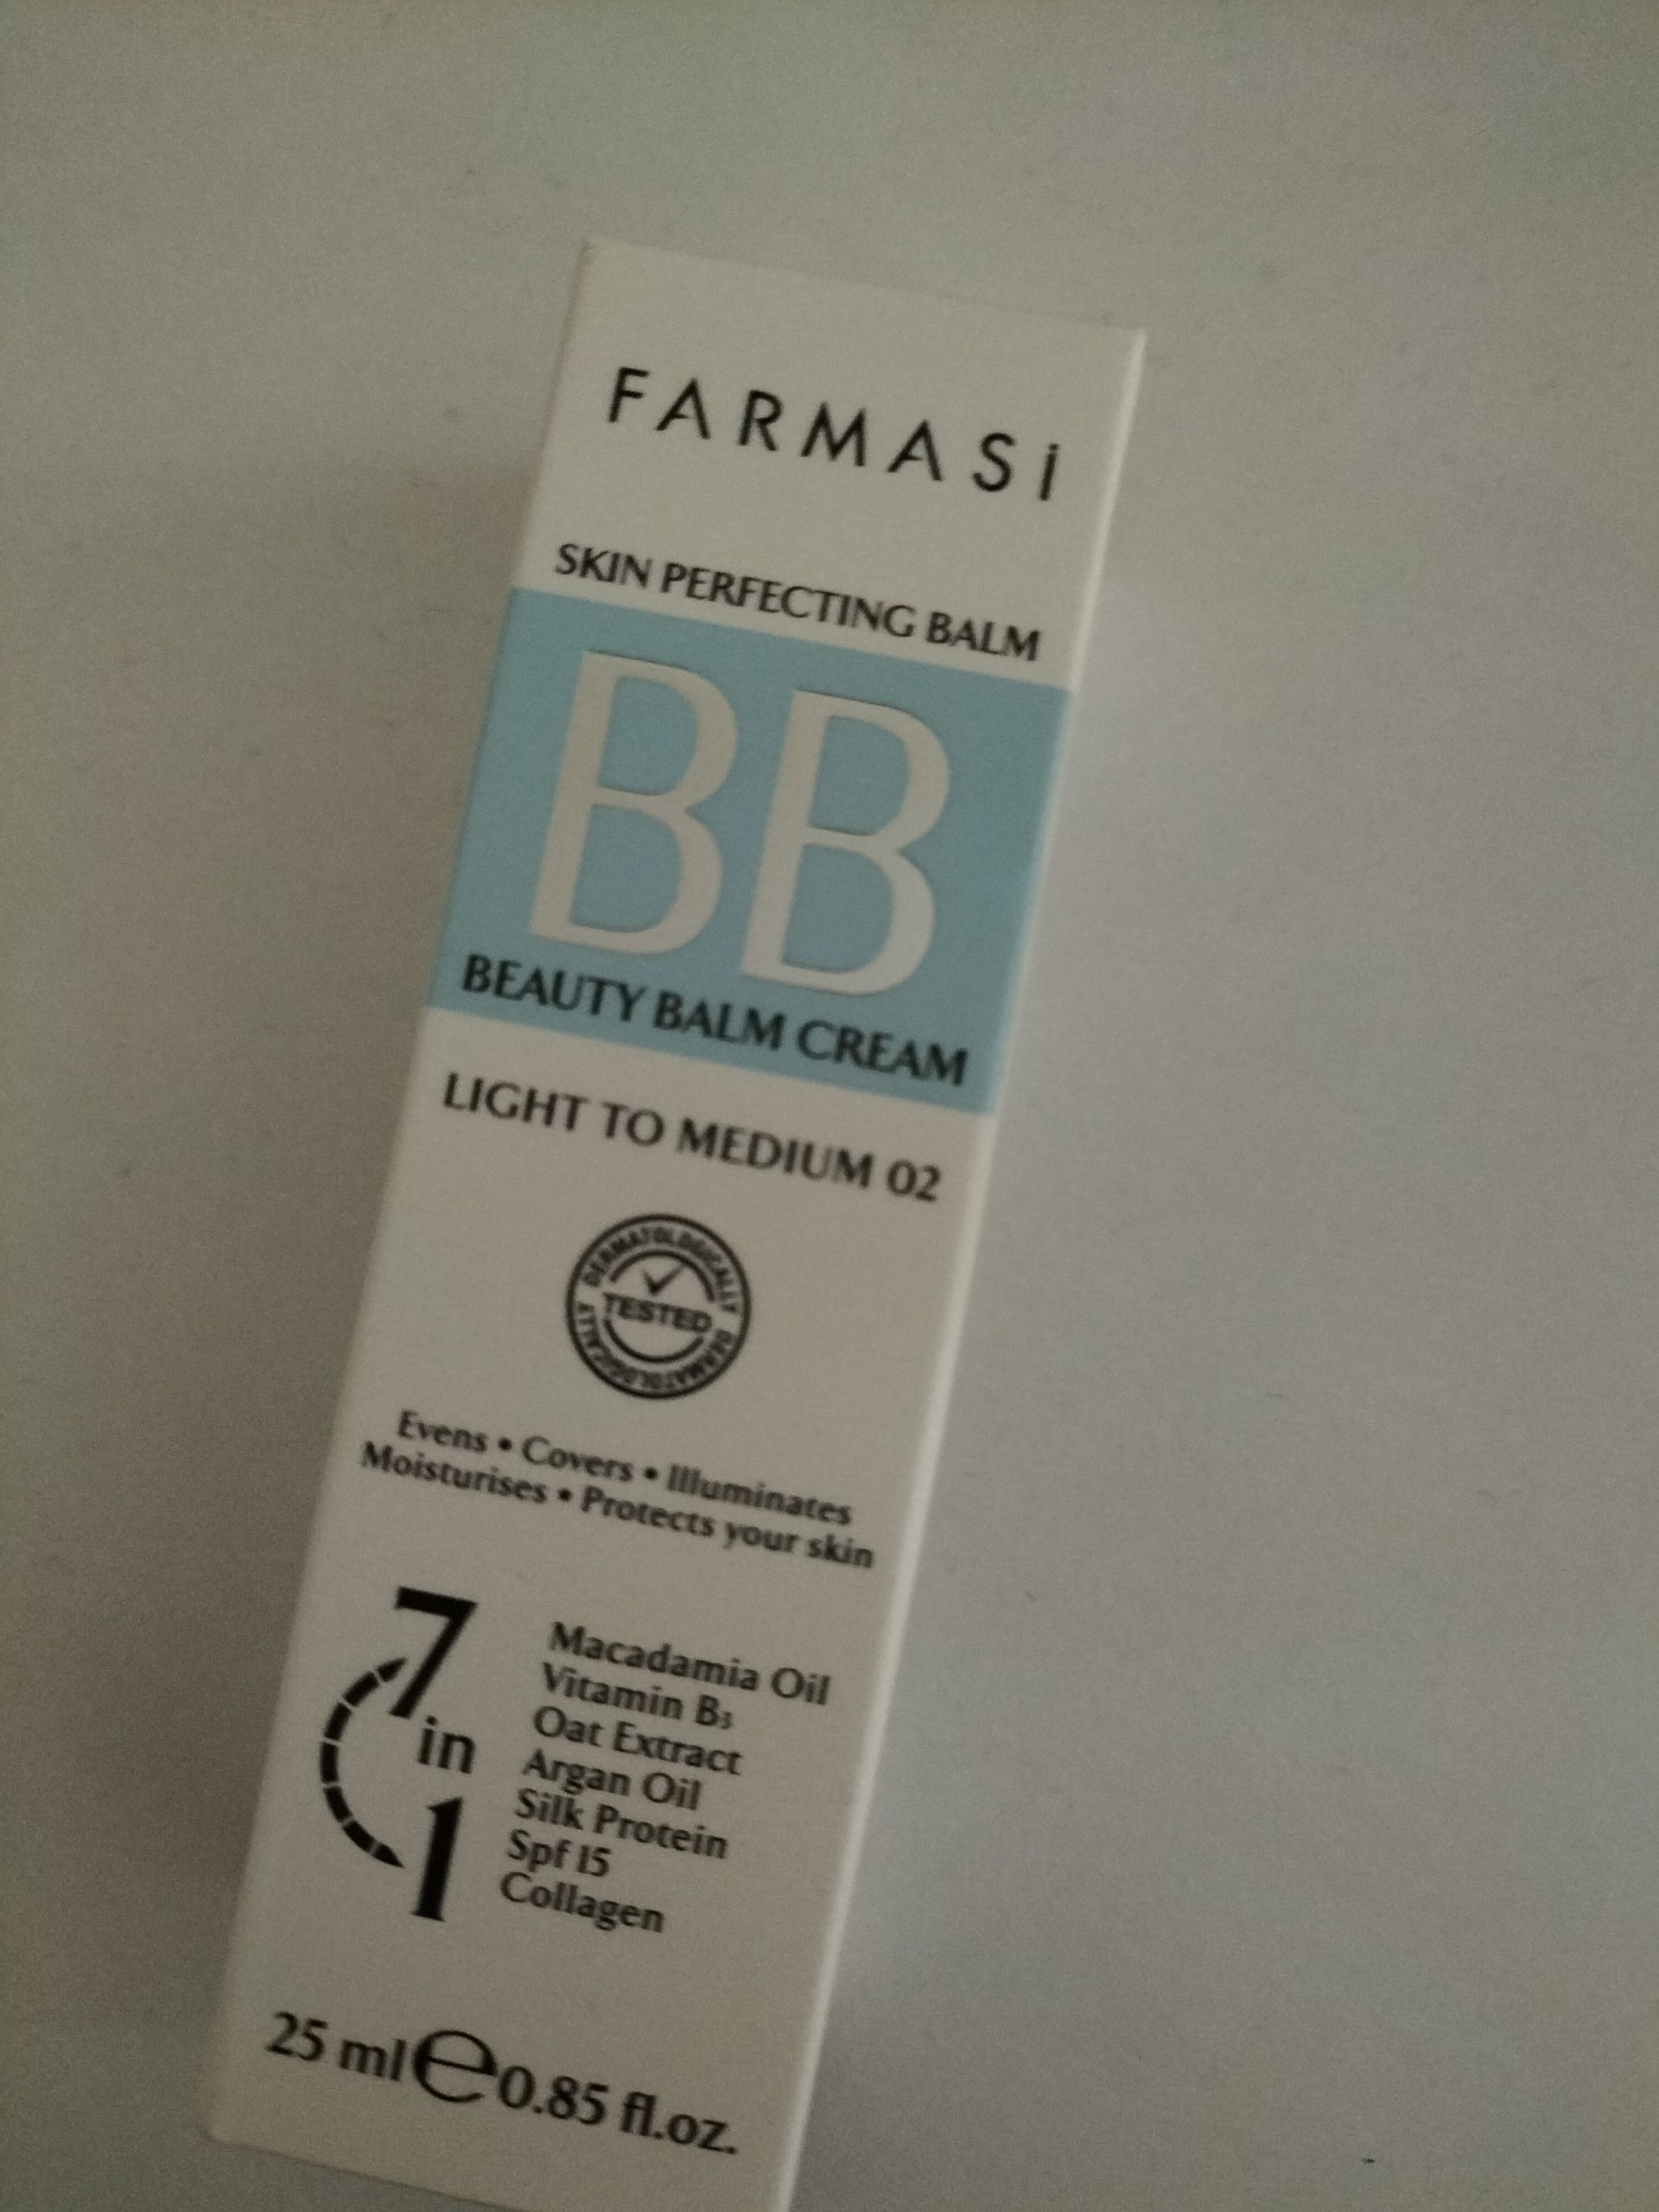 FARMASİ
SKIN PERFECTING BALM
BB
BEAUTY BALM CREAM
LIGHT TO MEDIUM 02
DERMATOLOGICALLY
TESTED
DERMATOLOGICALLY
Evens • Covers • Illuminates
Moisturises • Protects your skin
7 in 1
Macadamia Oil
Vitamin B₃
Oat Extract
Argan Oil
Silk Protein
Spf 15
Collagen
25 ml ℮ 0.85 fl.oz.